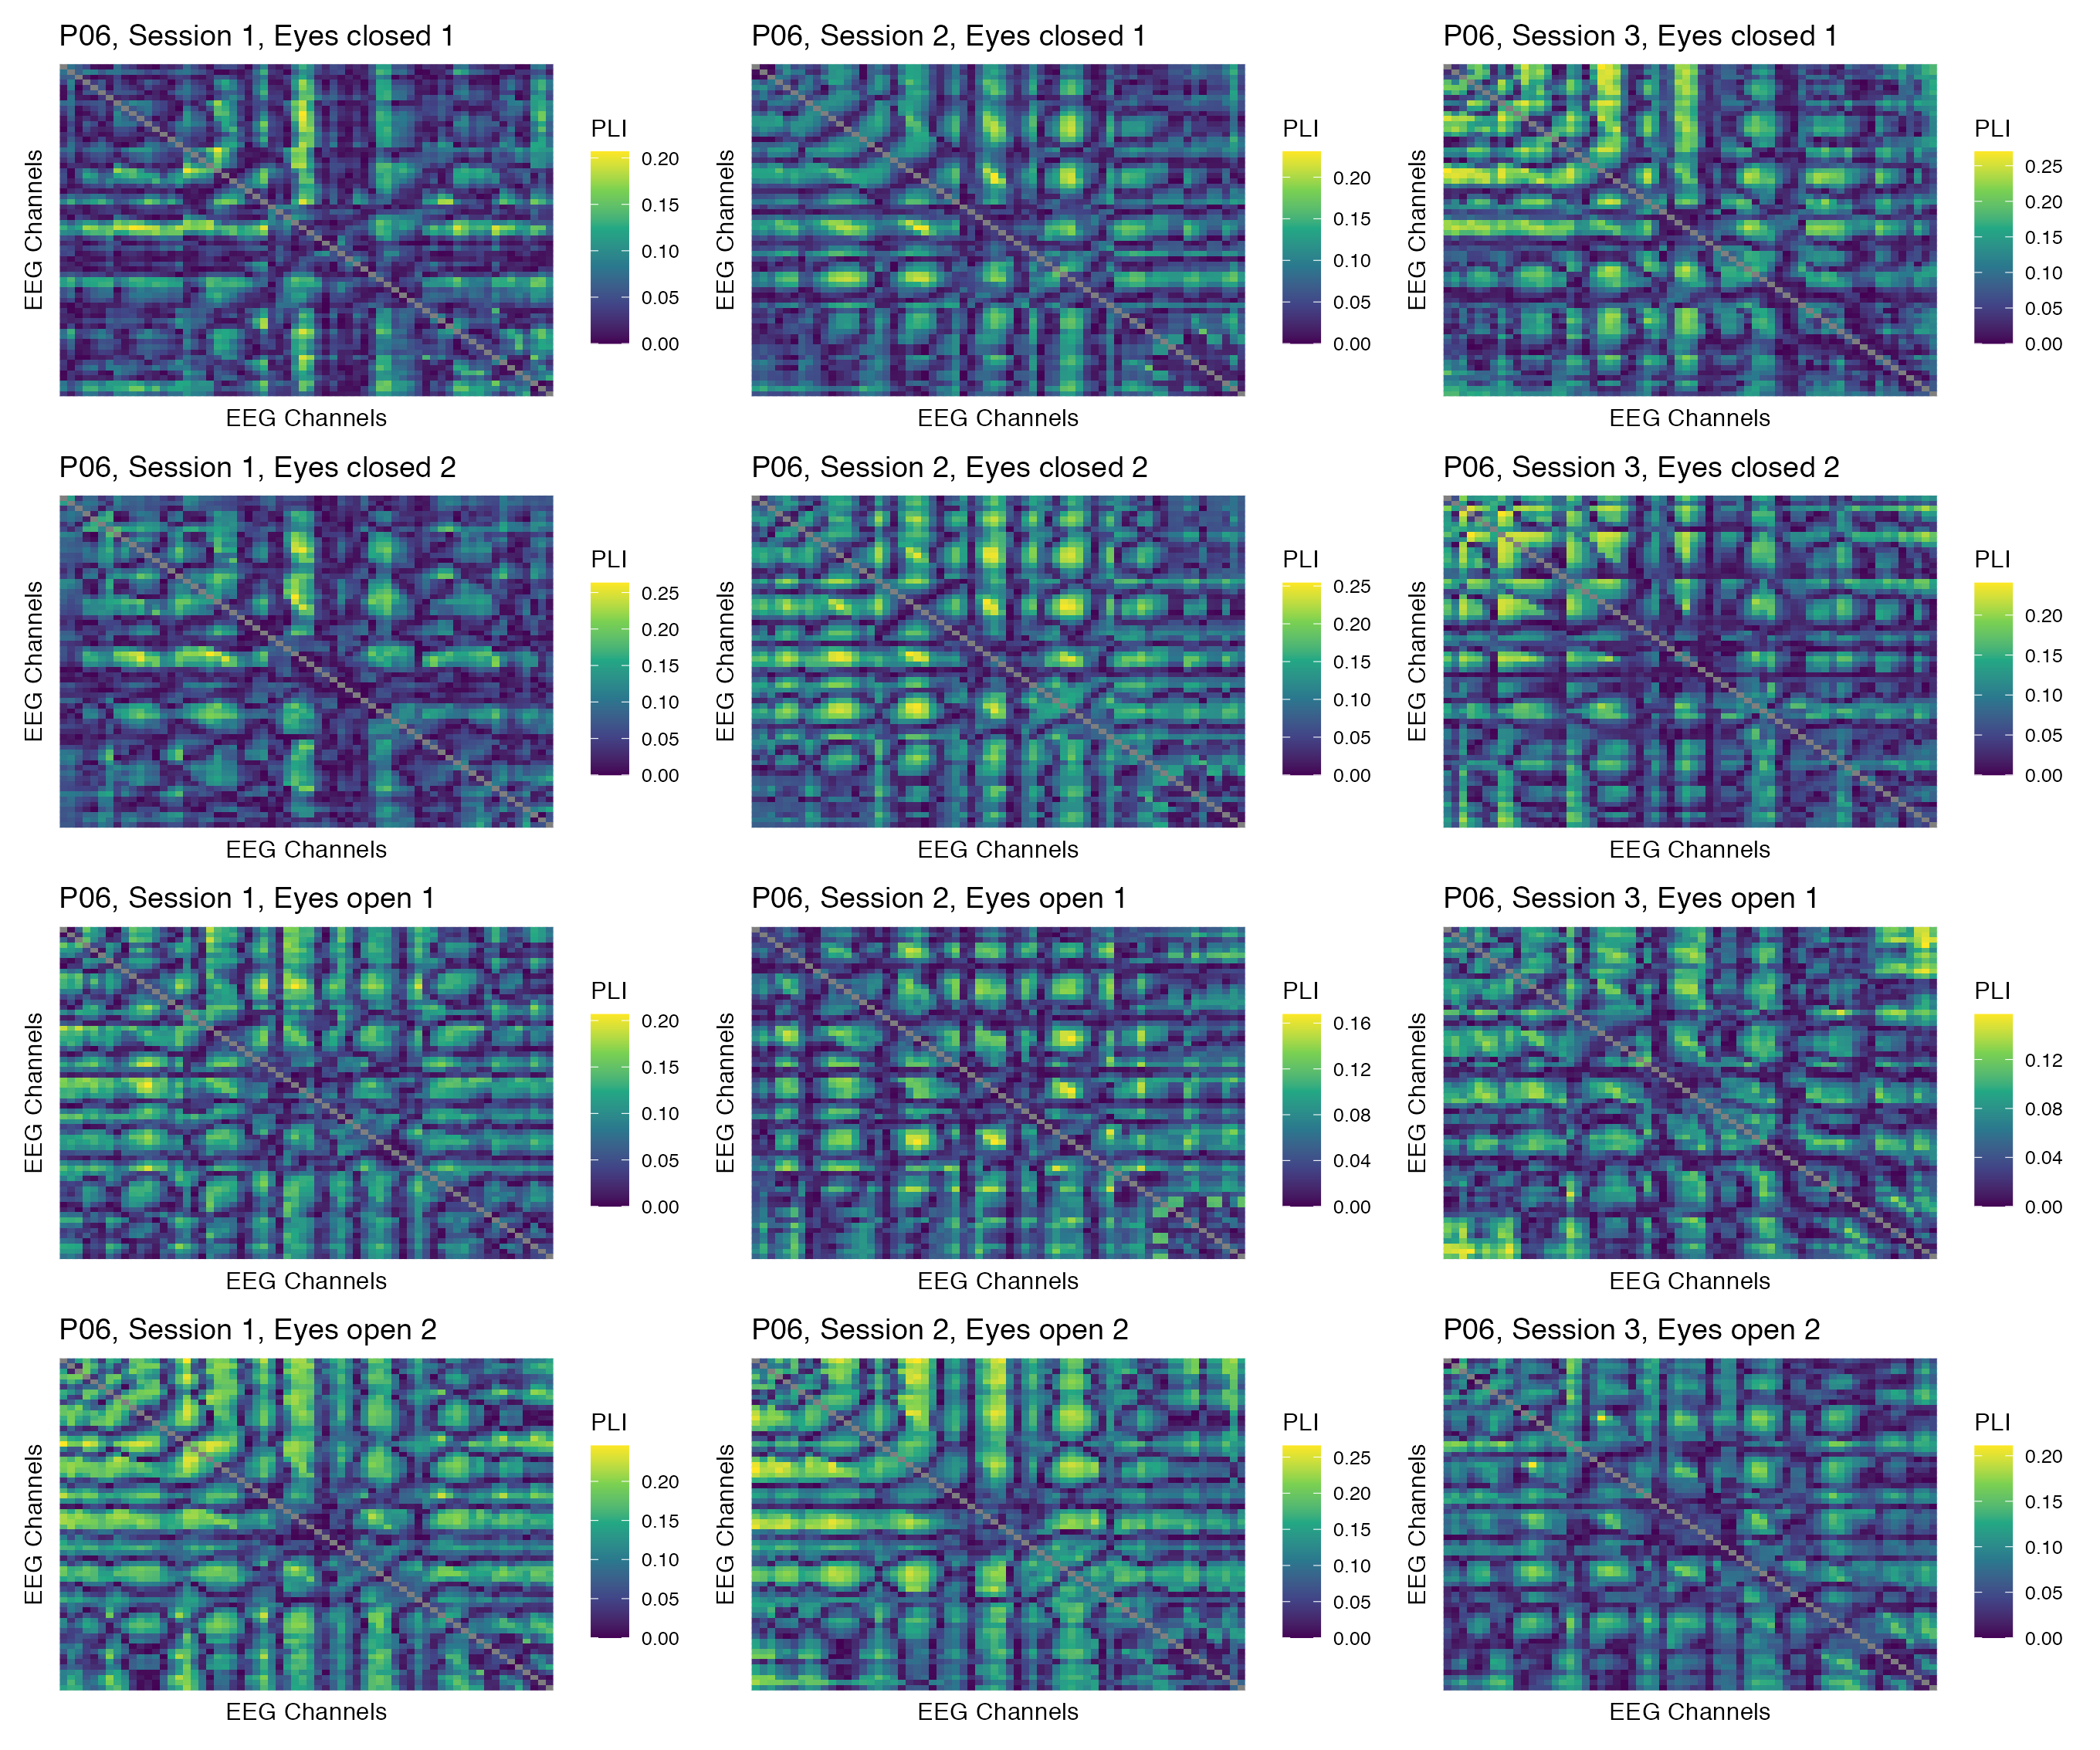 P06, Session 1, Eyes closed 1
EEG Channels
EEG Channels
PLI
0.20
0.15
0.10
0.05
0.00
P06, Session 2, Eyes closed 1
EEG Channels
EEG Channels
PLI
0.20
0.15
0.10
0.05
0.00
P06, Session 3, Eyes closed 1
EEG Channels
EEG Channels
PLI
0.25
0.20
0.15
0.10
0.05
0.00
P06, Session 1, Eyes closed 2
EEG Channels
EEG Channels
PLI
0.25
0.20
0.15
0.10
0.05
0.00
P06, Session 2, Eyes closed 2
EEG Channels
EEG Channels
PLI
0.25
0.20
0.15
0.10
0.05
0.00
P06, Session 3, Eyes closed 2
EEG Channels
EEG Channels
PLI
0.20
0.15
0.10
0.05
0.00
P06, Session 1, Eyes open 1
EEG Channels
EEG Channels
PLI
0.20
0.15
0.10
0.05
0.00
P06, Session 2, Eyes open 1
EEG Channels
EEG Channels
PLI
0.16
0.12
0.08
0.04
0.00
P06, Session 3, Eyes open 1
EEG Channels
EEG Channels
PLI
0.12
0.08
0.04
0.00
P06, Session 1, Eyes open 2
EEG Channels
EEG Channels
PLI
0.20
0.15
0.10
0.05
0.00
P06, Session 2, Eyes open 2
EEG Channels
EEG Channels
PLI
0.25
0.20
0.15
0.10
0.05
0.00
P06, Session 3, Eyes open 2
EEG Channels
EEG Channels
PLI
0.20
0.15
0.10
0.05
0.00